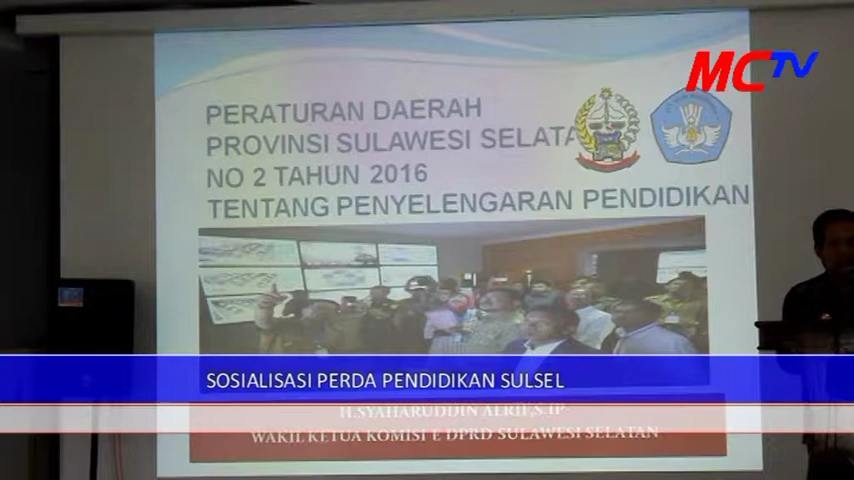 MCTV
PERATURAN DAERAH
PROVINSI SULAWESI SELATA
NO 2 TAHUN 2016
TENTANG PENYELENGARAN PENDIDIKAN
SOSIALISASI PERDA PENDIDIKAN SULSEL
H.SYAHARUDDIN ALRIF,S.IP
WAKIL KETUA KOMISI E DPRD SULAWESI SELATAN